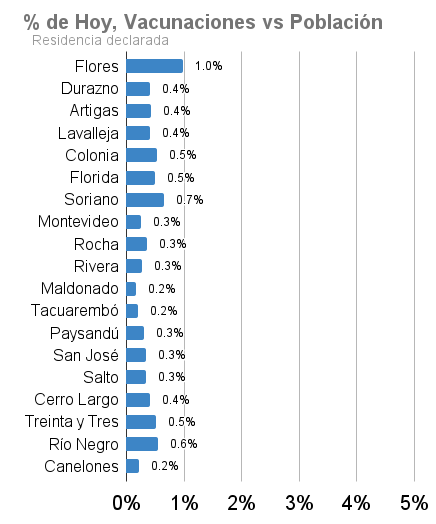 % de Hoy, Vacunaciones vs Población
Residencia declarada
Flores 1.0%
Durazno 0.4%
Artigas 0.4%
Lavalleja 0.4%
Colonia 0.5%
Florida 0.5%
Soriano 0.7%
Montevideo 0.3%
Rocha 0.3%
Rivera 0.3%
Maldonado 0.2%
Tacuarembó 0.2%
Paysandú 0.3%
San José 0.3%
Salto 0.3%
Cerro Largo 0.4%
Treinta y Tres 0.5%
Río Negro 0.6%
Canelones 0.2%
0% 1% 2% 3% 4% 5%